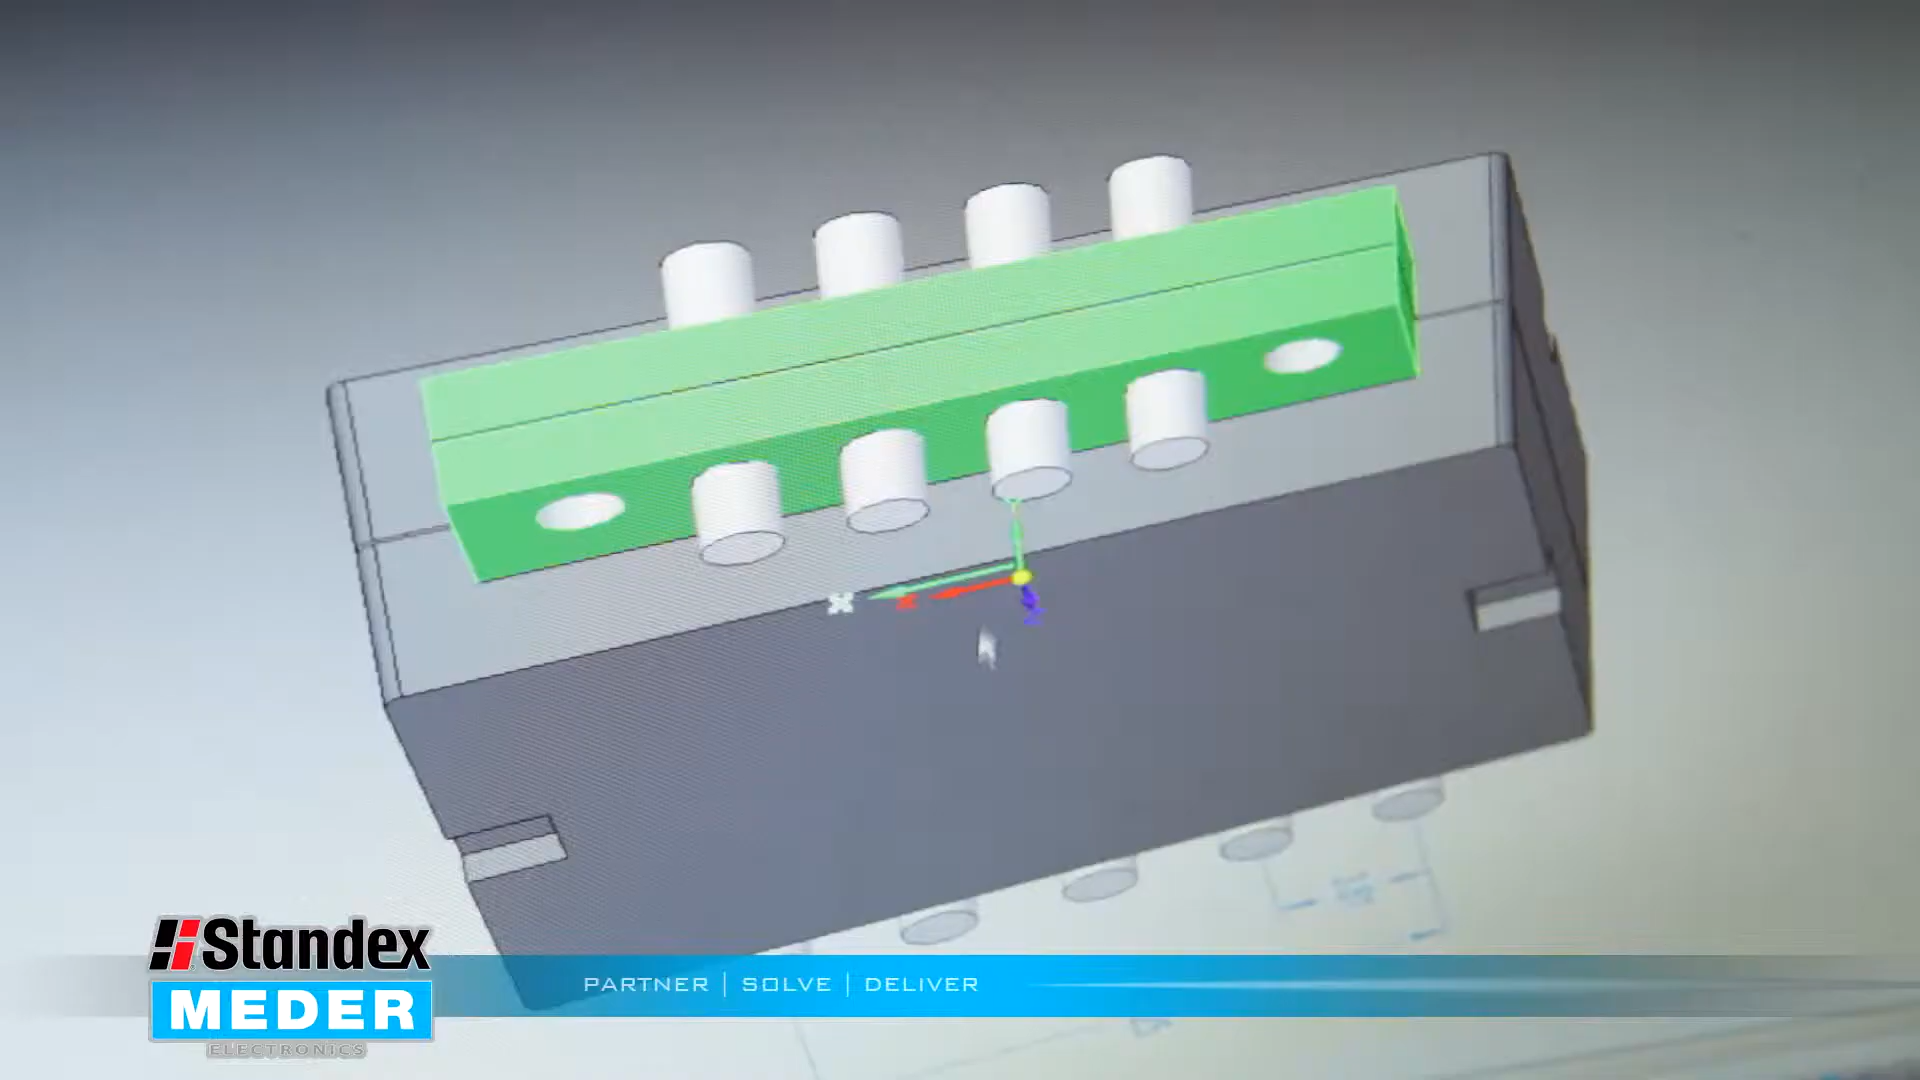 x
x
z
Standex
MEDER
ELECTRONICS
PARTNER | SOLVE | DELIVER